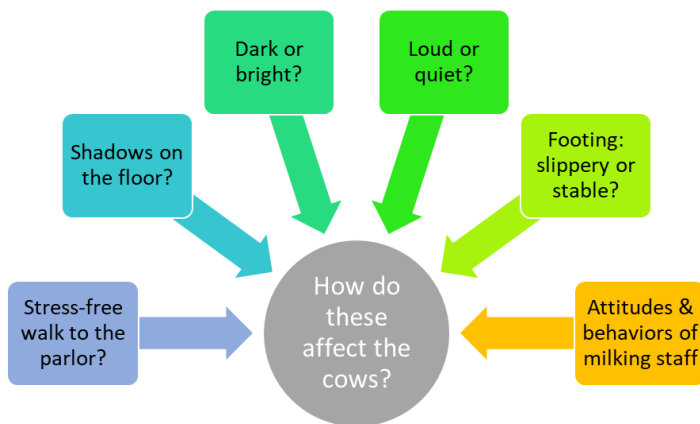 Dark or
bright?
Loud or
quiet?
Shadows on
the floor?
Footing:
slippery or
stable?
Stress-free
walk to the
parlor?
How do
these
affect the
cows?
Attitudes &
behaviors of
milking staff